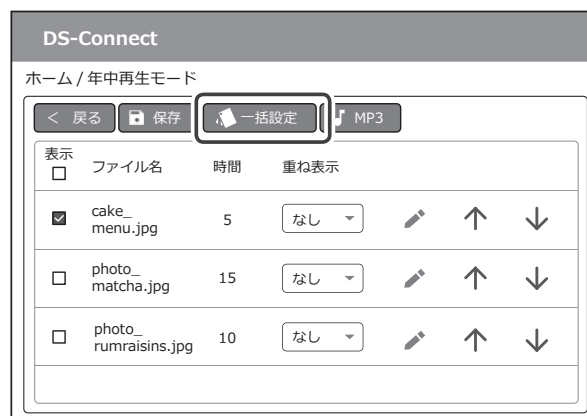 DS-Connect
ホーム / 年中再生モード
< 戻る 保存 一括設定 MP3
表示 ファイル名 時間 重ね表示
cake_
menu.jpg 5 なし
photo_
matcha.jpg 15 なし
photo_
rumraisins.jpg 10 なし